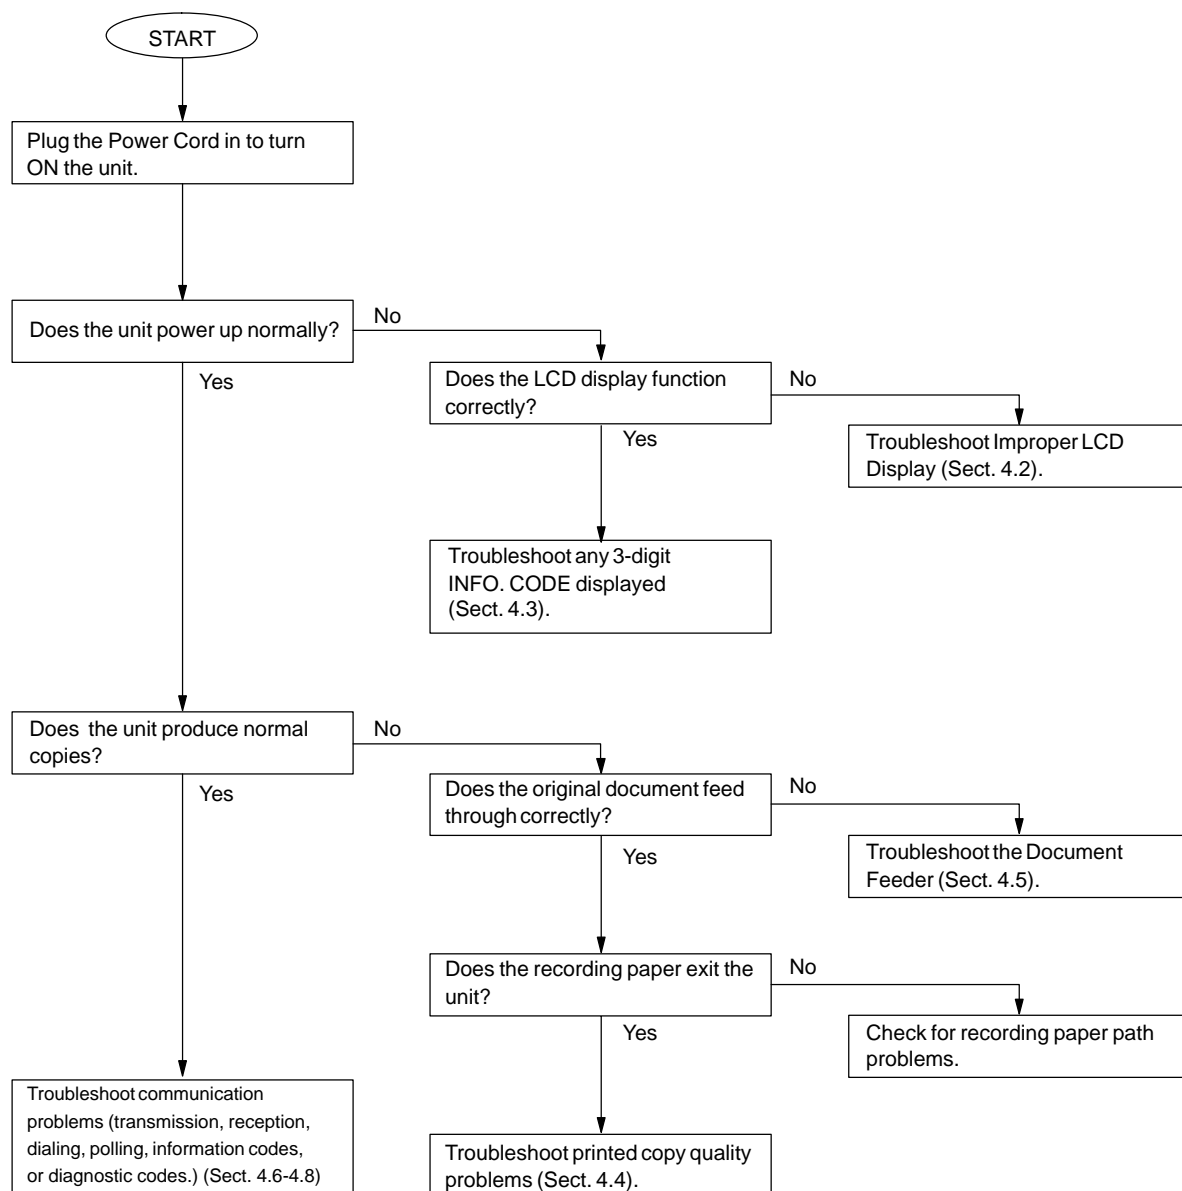 START
Plug the Power Cord in to turn
ON the unit.
Does the unit power up normally?
No
Yes
Does the LCD display function
correctly?
No
Yes
Troubleshoot Improper LCD
Display (Sect. 4.2).
Troubleshoot any 3-digit
INFO. CODE displayed
(Sect. 4.3).
Does the unit produce normal
copies?
No
Yes
Does the original document feed
through correctly?
No
Yes
Troubleshoot the Document
Feeder (Sect. 4.5).
Does the recording paper exit the
unit?
No
Yes
Check for recording paper path
problems.
Troubleshoot communication
problems (transmission, reception,
dialing, polling, information codes,
or diagnostic codes.) (Sect. 4.6-4.8)
Troubleshoot printed copy quality
problems (Sect. 4.4).